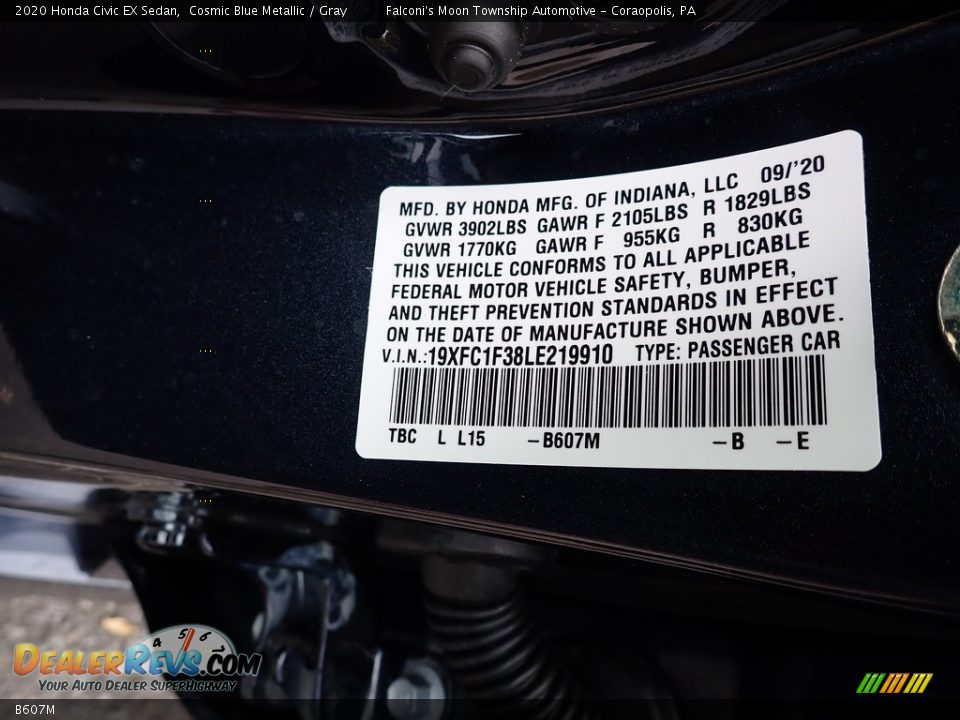 2020 Honda Civic EX Sedan, Cosmic Blue Metallic / Gray Falconi's Moon Township Automotive - Coraopolis, PA
MFD. BY HONDA MFG. OF INDIANA, LLC 09/'20
GVWR 3902LBS GAWR F 2105LBS R 1829LBS
GVWR 1770KG GAWR F 955KG R 830KG
THIS VEHICLE CONFORMS TO ALL APPLICABLE
FEDERAL MOTOR VEHICLE SAFETY, BUMPER,
AND THEFT PREVENTION STANDARDS IN EFFECT
ON THE DATE OF MANUFACTURE SHOWN ABOVE.
V.I.N.:19XFC1F38LE219910 TYPE: PASSENGER CAR
TBC L L15 -B607M -B -E
4 5 6
DEALERREVS.COM
YOUR AUTO DEALER SUPERHIGHWAY
B607M